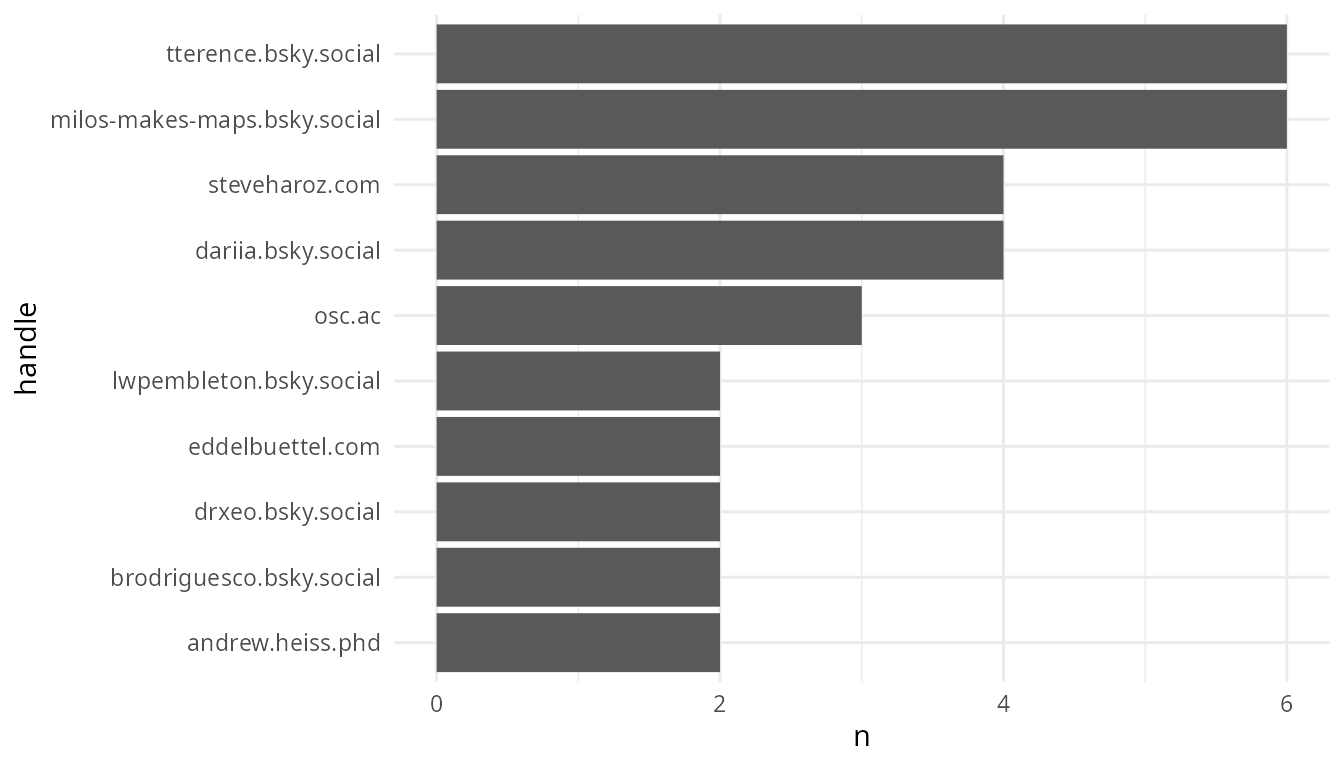 tterence.bsky.social
milos-makes-maps.bsky.social
steveharoz.com
dariia.bsky.social
osc.ac
lwpembleton.bsky.social
eddelbuettel.com
drxeo.bsky.social
brodriguesco.bsky.social
andrew.heiss.phd
handle
0 2 4 6
n